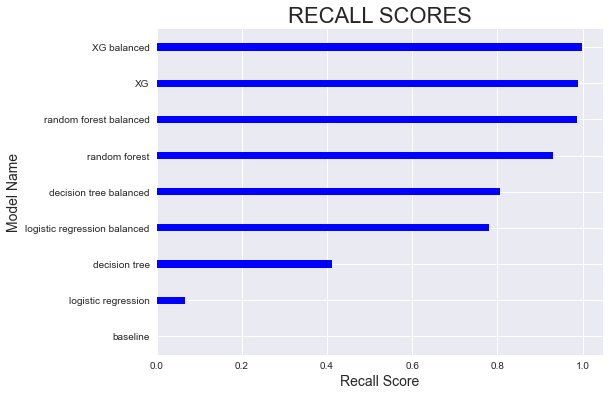 RECALL SCORES
Model Name
XG balanced
XG
random forest balanced
random forest
decision tree balanced
logistic regression balanced
decision tree
logistic regression
baseline
0.0 0.2 0.4 0.6 0.8 1.0
Recall Score